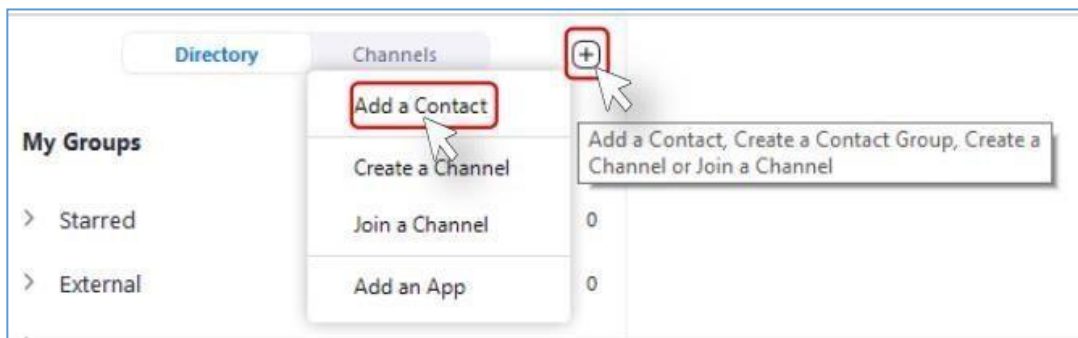 Directory Channels
Add a Contact
My Groups
Add a Contact, Create a Contact Group, Create a
Channel or Join a Channel
Create a Channel
Starred
Join a Channel
0
External
Add an App
0